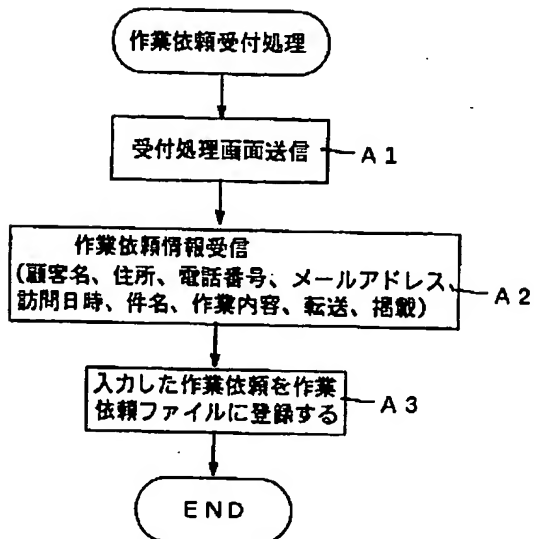 作業依頼受付処理
受付処理画面送信
A1
作業依頼情報受信
(顧客名、住所、電話番号、メールアドレス、
訪問日時、件名、作業内容、転送、掲載)
A2
入力した作業依頼を作業
依頼ファイルに登録する
A3
END